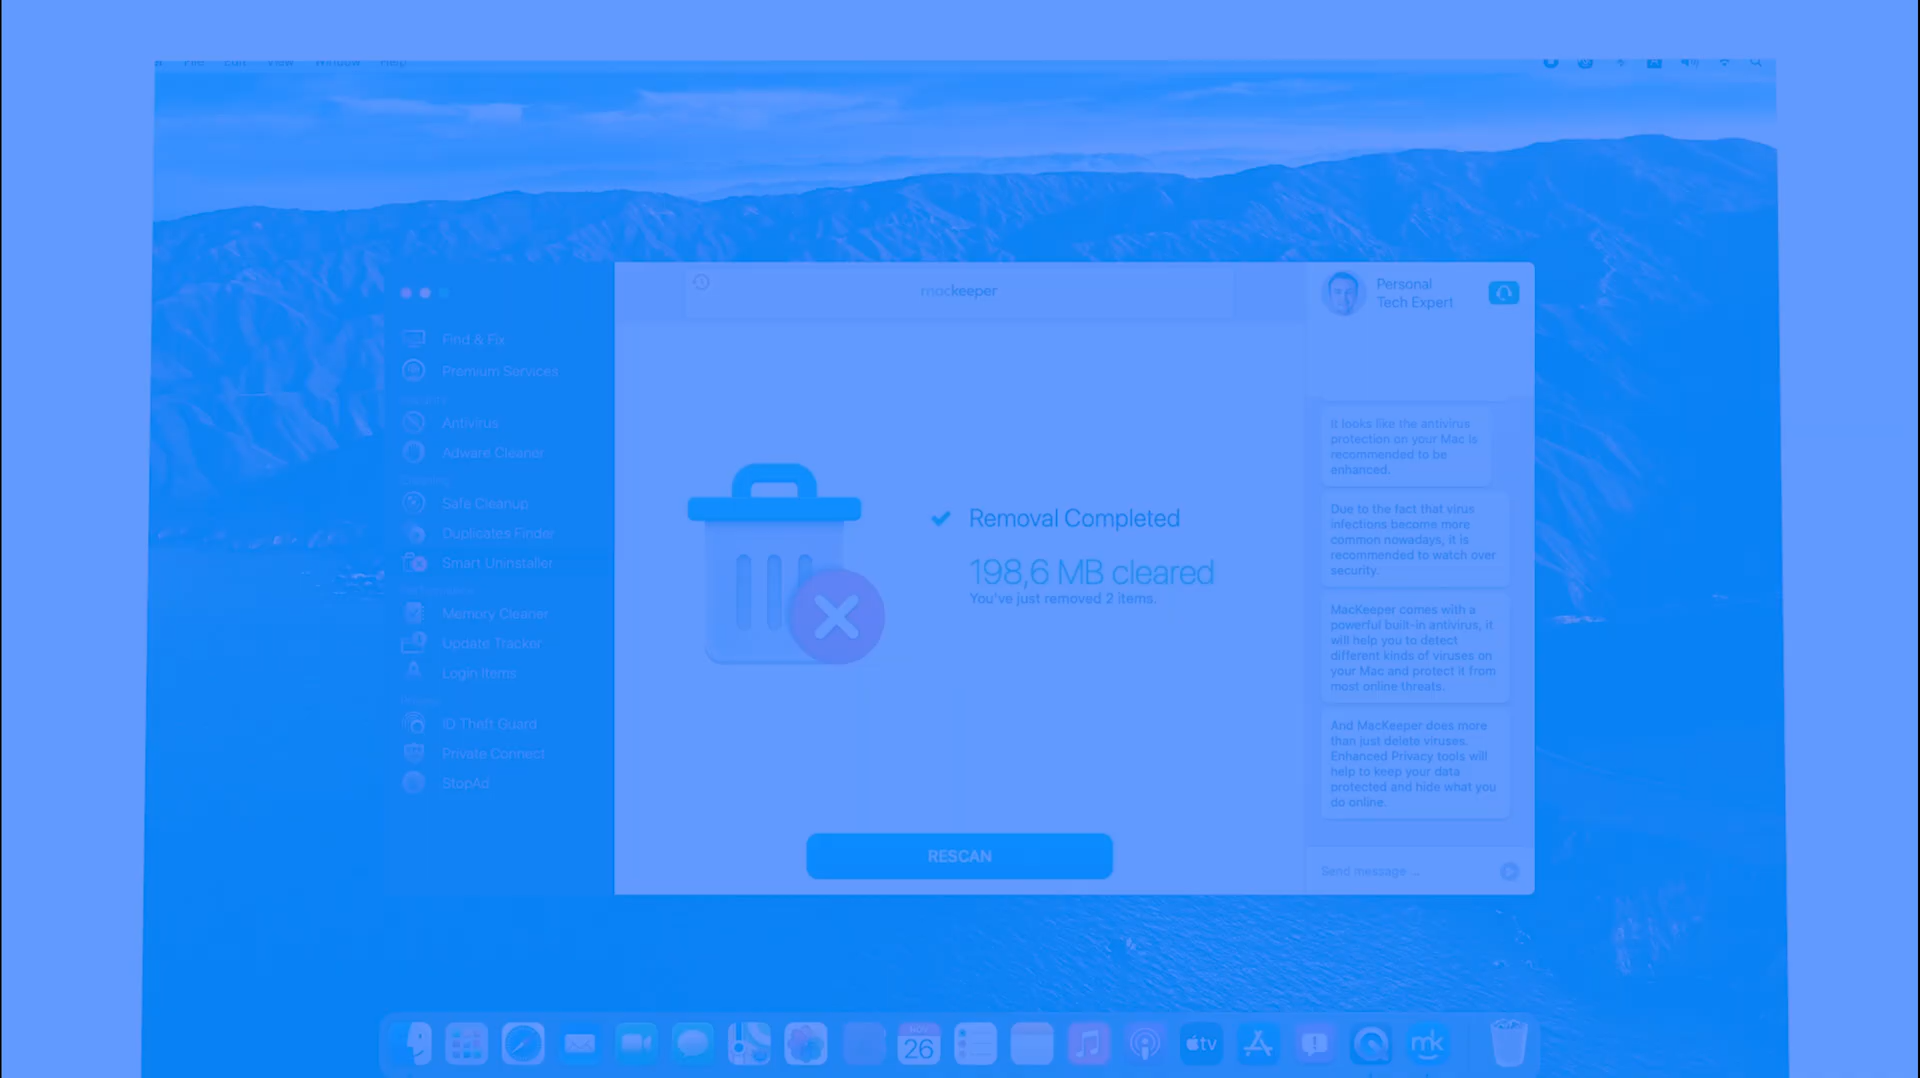 File Edit View Window Help
mackeeper
Personal
Tech Expert
Find & Fix
Premium Services
Antivirus
Adware Cleaner
Safe Cleanup
Duplicates Finder
Smart Uninstaller
Memory Cleaner
Update Tracker
Login Items
ID Theft Guard
Private Connect
StopAd
Removal Completed
198,6 MB cleared
You've just removed 2 items.
RESCAN
It looks like the antivirus
protection on your Mac is
recommended to be
enhanced.
Due to the fact that virus
infections become more
common nowadays, it is
recommended to watch over
security.
MacKeeper comes with a
powerful built-in antivirus, it
will help you to detect
different kinds of viruses on
your Mac and protect it from
most online threats.
And MacKeeper does more
than just delete viruses.
Enhanced Privacy tools will
help to keep your data
protected and hide what you
do online.
Send message ...
NOV
26
tv
mk